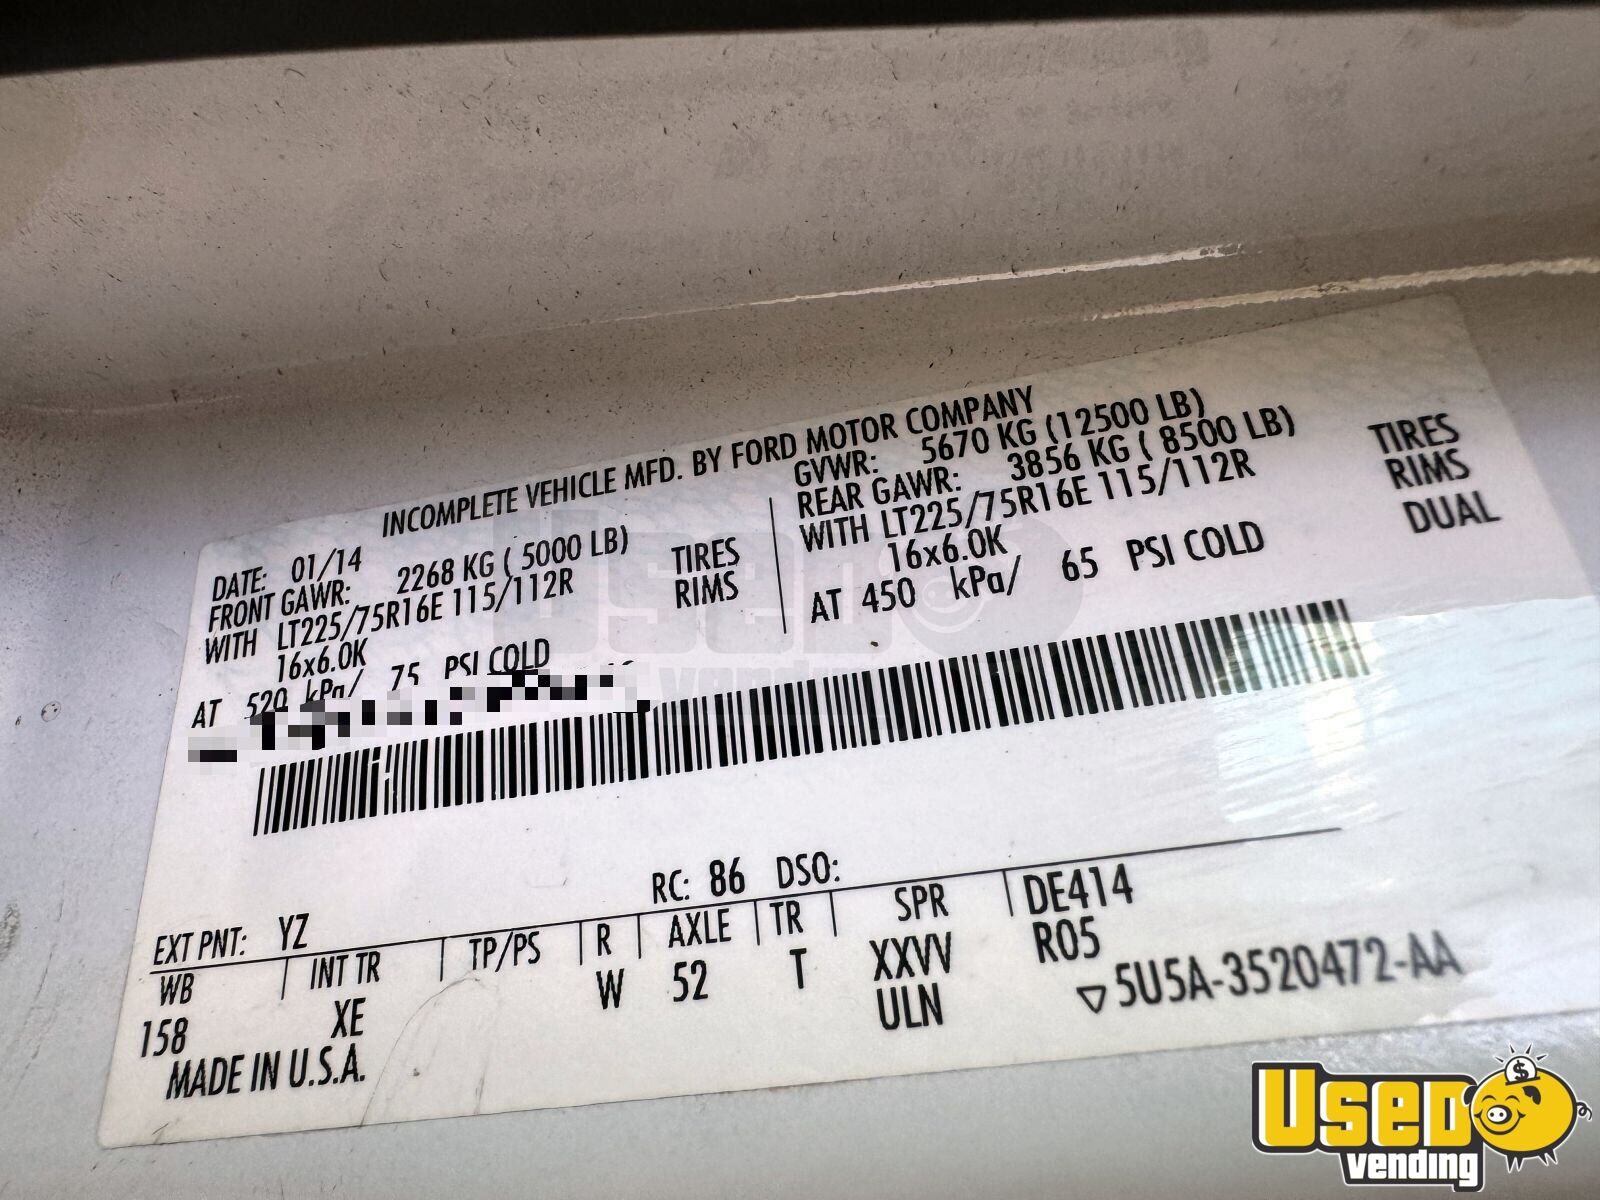 INCOMPLETE VEHICLE MFD. BY FORD MOTOR COMPANY
DATE: 01/14
FRONT GAWR: 2268 KG ( 5000 LB)
WITH LT225/75R16E 115/112R TIRES
16x6.0K RIMS
AT 520 kPa/ 75 PSI COLD
GVWR: 5670 KG (12500 LB)
REAR GAWR: 3856 KG ( 8500 LB)
WITH LT225/75R16E 115/112R TIRES
16x6.0K RIMS
AT 450 kPa/ 65 PSI COLD DUAL
RC: 86 DSO:
EXT PNT: YZ
WB INT TR TP/PS R AXLE TR SPR DE414
158 XE W 52 T XXVV R05
ULN ▽5U5A-3520472-AA
MADE IN U.S.A.
Used vending
USED vending